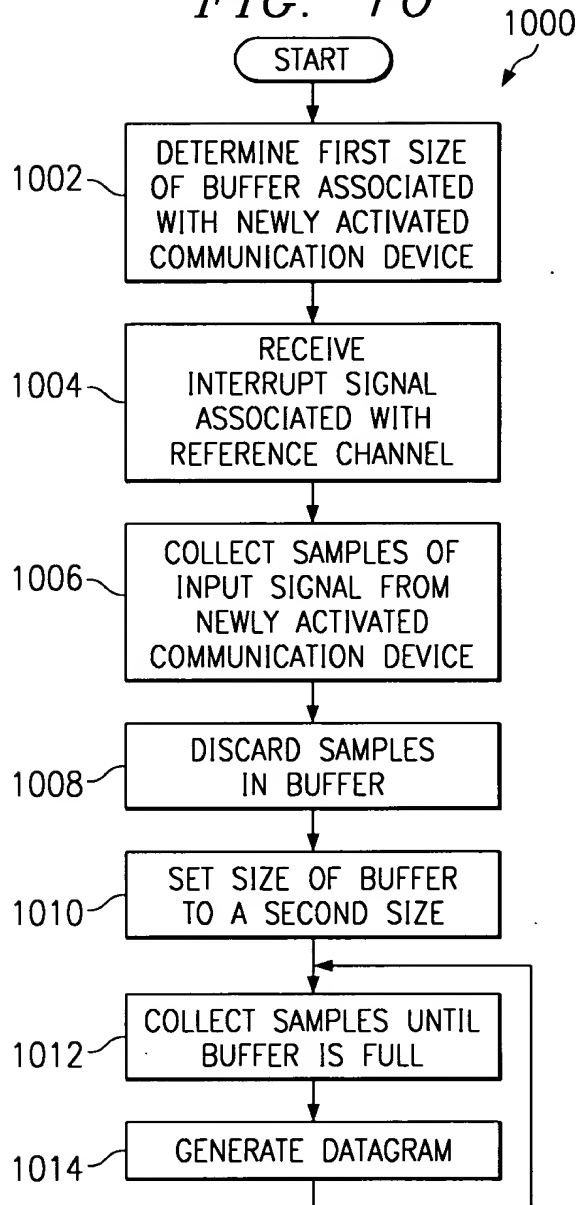 FIG. 10
1000
START
1002
DETERMINE FIRST SIZE
OF BUFFER ASSOCIATED
WITH NEWLY ACTIVATED
COMMUNICATION DEVICE
1004
RECEIVE
INTERRUPT SIGNAL
ASSOCIATED WITH
REFERENCE CHANNEL
1006
COLLECT SAMPLES OF
INPUT SIGNAL FROM
NEWLY ACTIVATED
COMMUNICATION DEVICE
1008
DISCARD SAMPLES
IN BUFFER
1010
SET SIZE OF BUFFER
TO A SECOND SIZE
1012
COLLECT SAMPLES UNTIL
BUFFER IS FULL
1014
GENERATE DATAGRAM